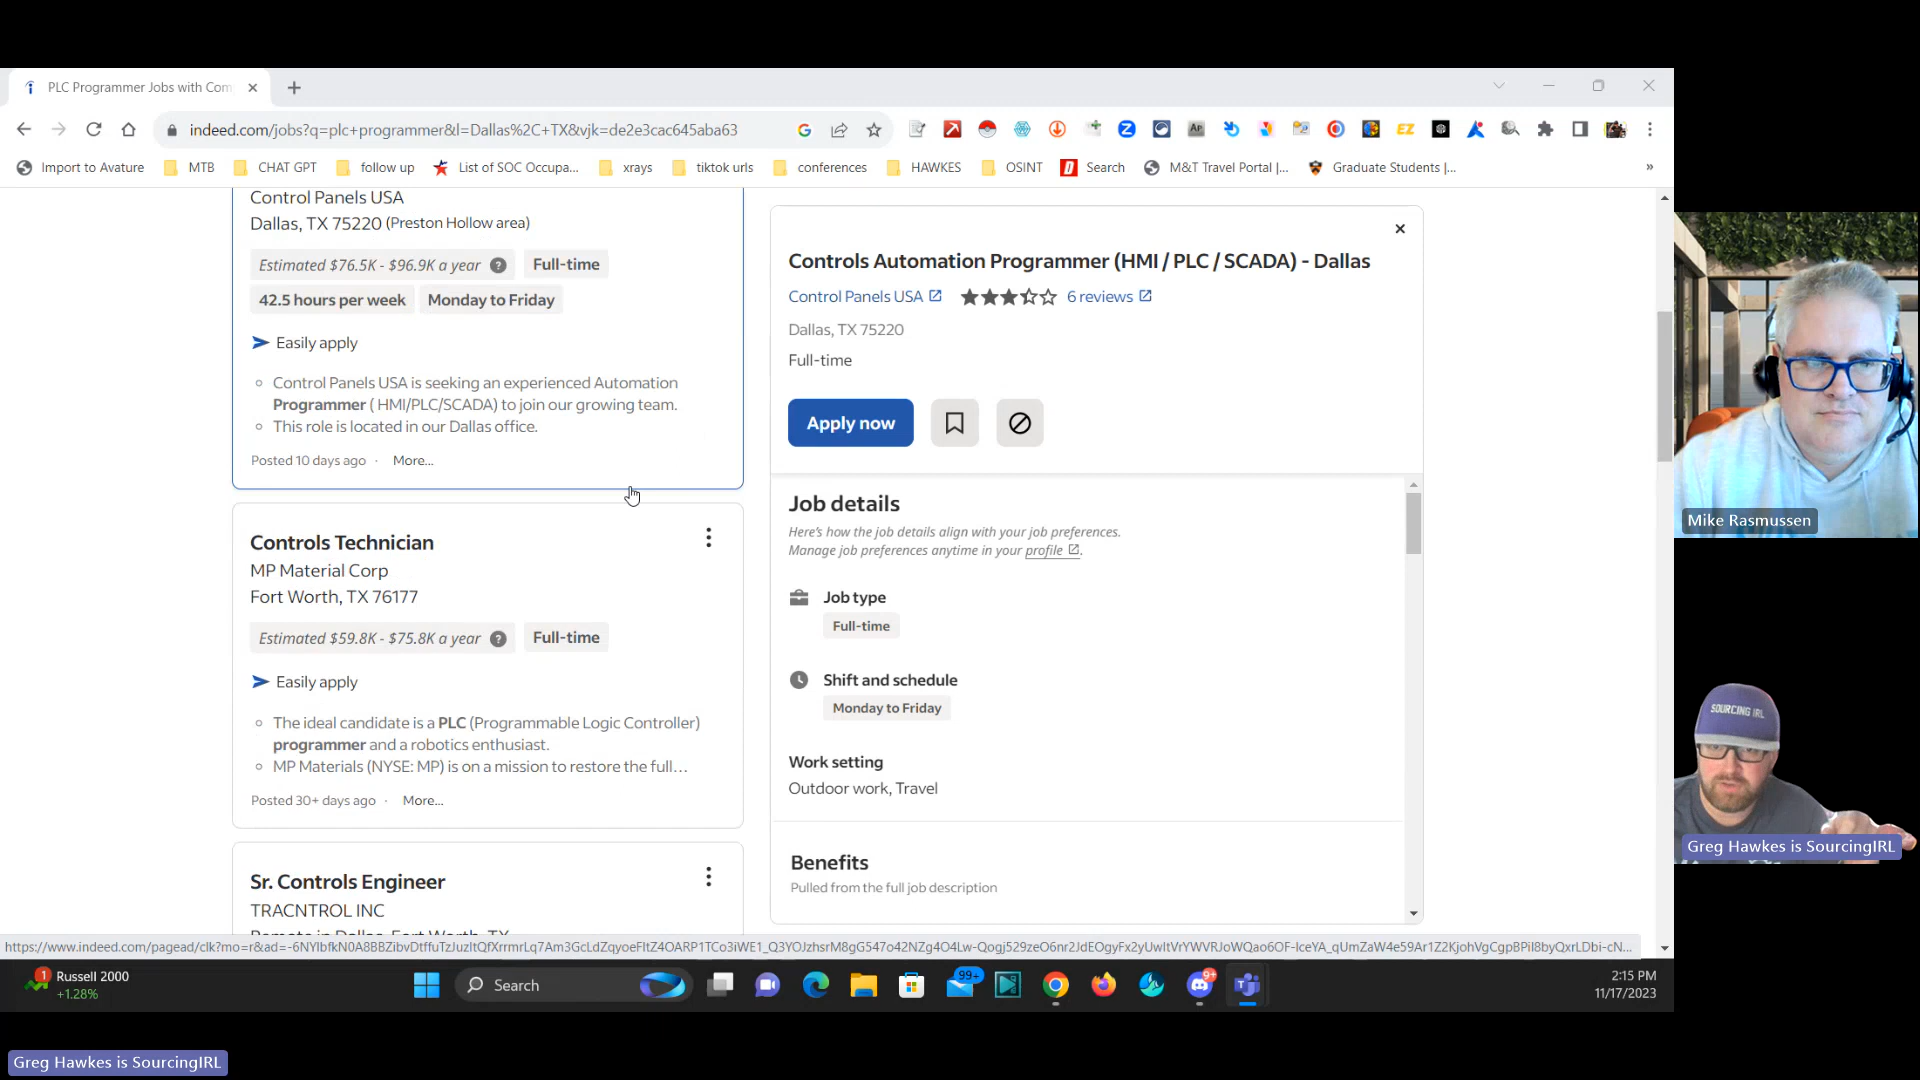 PLC Programmer Jobs with Com
indeed.com/jobs?q=plc+programmer&l=Dallas%2C+TX&vjk=de2e3cac645aba63
Import to Avature
MTB
CHAT GPT
follow up
List of SOC Occupa...
xrays
tiktok urls
conferences
HAWKES
OSINT
Search
M&T Travel Portal |...
Graduate Students |...
»
Control Panels USA
Dallas, TX 75220 (Preston Hollow area)
Estimated $76.5K - $96.9K a year
Full-time
42.5 hours per week
Monday to Friday
Easily apply
Control Panels USA is seeking an experienced Automation
Programmer ( HMI/PLC/SCADA) to join our growing team.
This role is located in our Dallas office.
Posted 10 days ago · More...
Controls Technician
MP Material Corp
Fort Worth, TX 76177
Estimated $59.8K - $75.8K a year
Full-time
Easily apply
The ideal candidate is a PLC (Programmable Logic Controller)
programmer and a robotics enthusiast.
MP Materials (NYSE: MP) is on a mission to restore the full...
Posted 30+ days ago · More...
Sr. Controls Engineer
TRACNTROL INC
Remote in Dallas, Fort Worth, TX
Controls Automation Programmer (HMI / PLC / SCADA) - Dallas
Control Panels USA
6 reviews
Dallas, TX 75220
Full-time
Apply now
Job details
Here's how the job details align with your job preferences.
Manage job preferences anytime in your profile.
Job type
Full-time
Shift and schedule
Monday to Friday
Work setting
Outdoor work, Travel
Benefits
Pulled from the full job description
Mike Rasmussen
SOURCING IRL
Greg Hawkes is SourcingIRL
1
Russell 2000
+1.28%
Search
99+
9+
2:15 PM
11/17/2023
Greg Hawkes is SourcingIRL